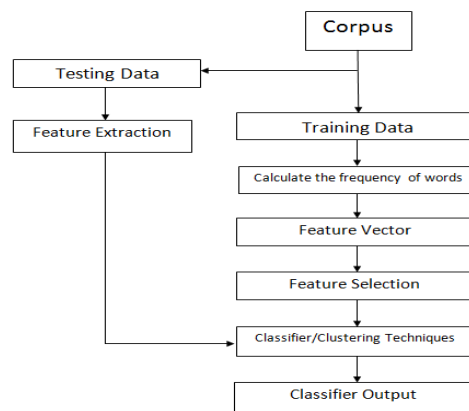 Corpus
Testing Data
Feature Extraction
Training Data
Calculate the frequency of words
Feature Vector
Feature Selection
Classifier/Clustering Techniques
Classifier Output